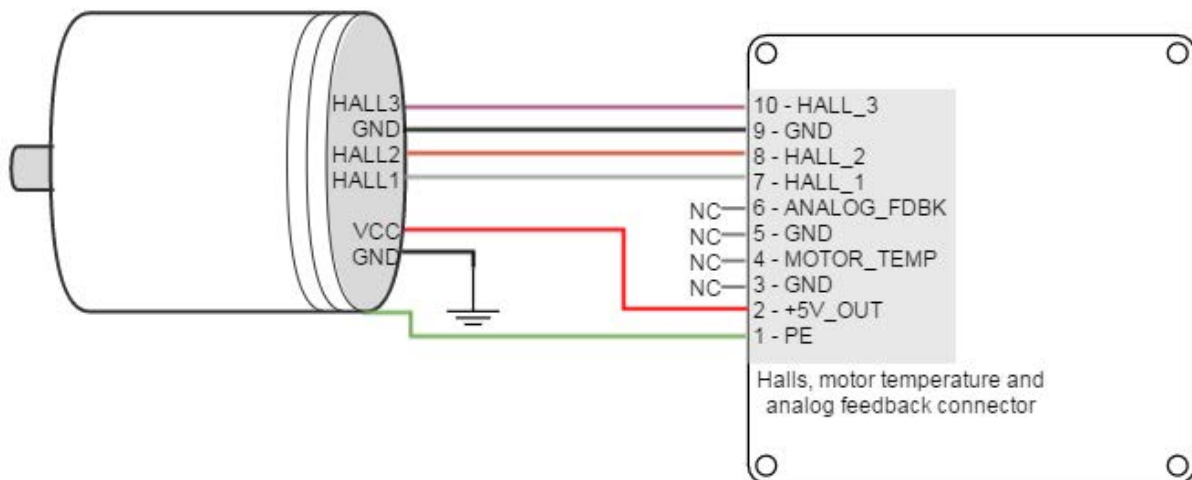 HALL3
GND
HALL2
HALL1
VCC
GND
NC
NC
NC
NC
10 - HALL_3
9 - GND
8 - HALL_2
7 - HALL_1
6 - ANALOG_FDBK
5 - GND
4 - MOTOR_TEMP
3 - GND
2 - +5V_OUT
1 - PE
Halls, motor temperature and
analog feedback connector